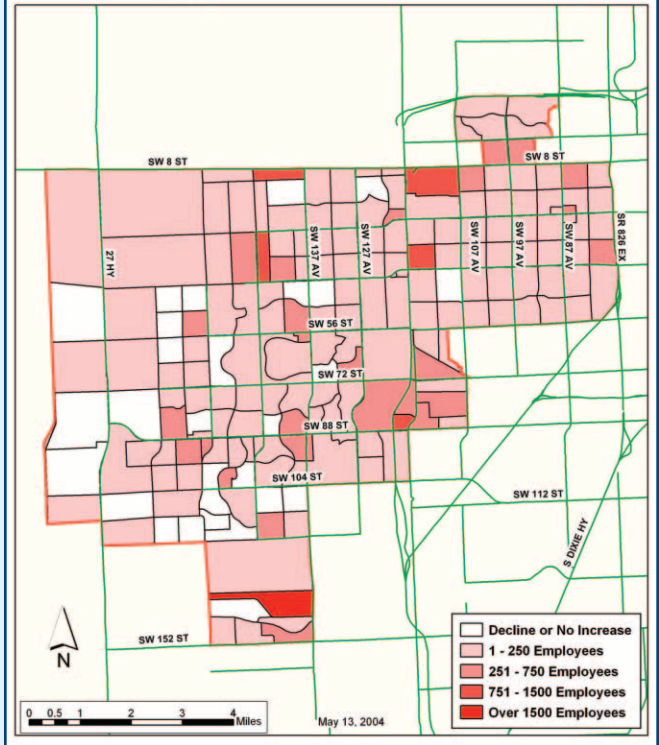 SW 8 ST
SW 8 ST
27 HY
SW 137 AV
SW 127 AV
SW 107 AV
SW 97 AV
SW 87 AV
SR 826 EX
SW 56 ST
SW 72 ST
SW 88 ST
SW 104 ST
SW 112 ST
S DIXIE HY
SW 152 ST
N
Decline or No Increase
1 - 250 Employees
251 - 750 Employees
751 - 1500 Employees
Over 1500 Employees
0 0.5 1 2 3 4
Miles
May 13, 2004